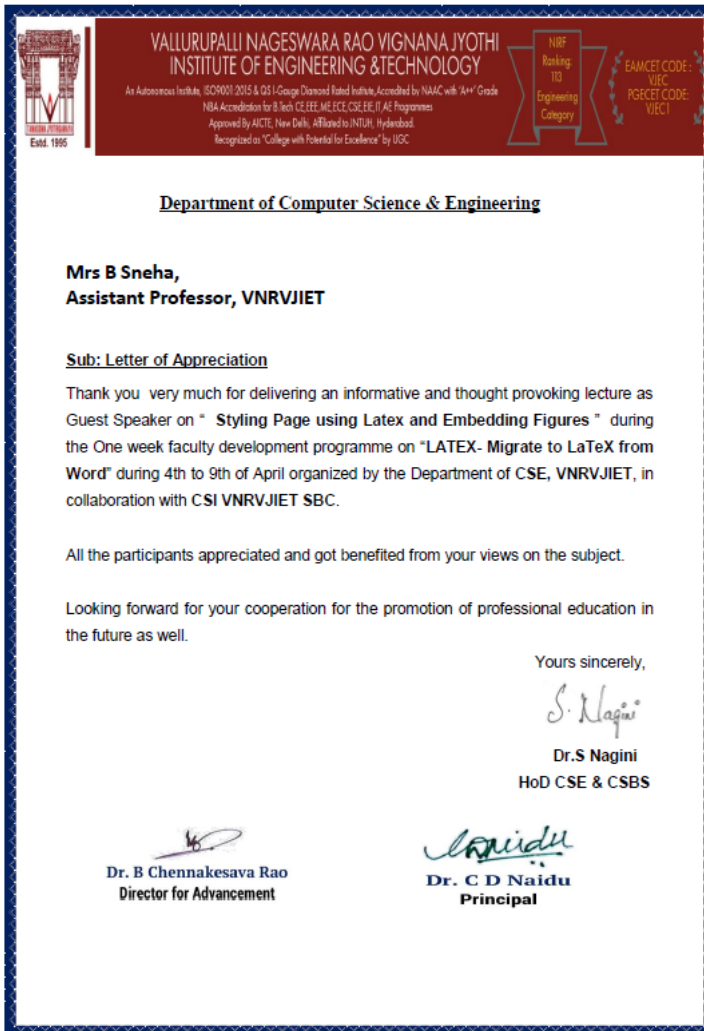 VALLURUPALLI NAGESWARA RAO VIGNANA JYOTHI
INSTITUTE OF ENGINEERING &TECHNOLOGY
An Autonomous Institute, ISO9001:2015 & QS I-Gauge Diamond Rated Institute, Accredited by NAAC with 'A++' Grade
NBA Accreditation for B.Tech CE,EEE,ME,ECE,CSE,EIE,IT,AE Programmes
Approved By AICTE, New Delhi, Affiliated to JNTUH, Hyderabad.
Recognized as "College with Potential for Excellence" by UGC
NIRF
Ranking:
113
Engineering
Category
EAMCET CODE :
VJEC
PGECET CODE:
VJEC1
Estd. 1995
Department of Computer Science & Engineering
Mrs B Sneha,
Assistant Professor, VNRVJIET
Sub: Letter of Appreciation
Thank you very much for delivering an informative and thought provoking lecture as
Guest Speaker on " Styling Page using Latex and Embedding Figures " during
the One week faculty development programme on "LATEX- Migrate to LaTeX from
Word" during 4th to 9th of April organized by the Department of CSE, VNRVJIET, in
collaboration with CSI VNRVJIET SBC.
All the participants appreciated and got benefited from your views on the subject.
Looking forward for your cooperation for the promotion of professional education in
the future as well.
Yours sincerely,
S. Nagini
Dr.S Nagini
HoD CSE & CSBS
Dr. B Chennakesava Rao
Director for Advancement
Dr. C D Naidu
Principal